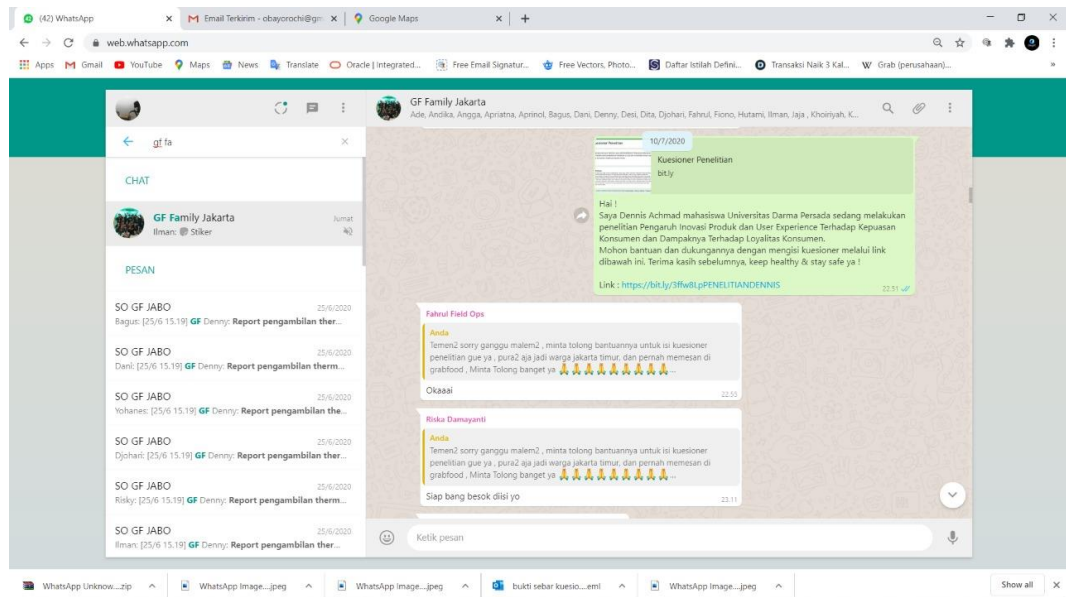 (42) WhatsApp
Email Terkirim - obayorochi@gm
Google Maps
web.whatsapp.com
Apps Gmail YouTube Maps News Translate Oracle | Integrated... Free Email Signatur... Free Vectors, Photo... Daftar Istilah Defini... Transaksi Naik 3 Kal... Grab (perusahaan)...
GF Family Jakarta
Ade, Andika, Angga, Apriatna, Aprinol, Bagus, Dani, Denny, Desi, Dita, Djohari, Fahrul, Fiono, Hutami, Ilman, Jaja, Khoiriyah, K...
gf fa
CHAT
GF Family Jakarta
Jumat
Ilman: Stiker
PESAN
SO GF JABO
25/6/2020
Bagus: [25/6 15.19] GF Denny: Report pengambilan ther...
SO GF JABO
25/6/2020
Dani: [25/6 15.19] GF Denny: Report pengambilan therm...
SO GF JABO
25/6/2020
Yohanes: [25/6 15.19] GF Denny: Report pengambilan the...
SO GF JABO
25/6/2020
Djohari: [25/6 15.19] GF Denny: Report pengambilan ther...
SO GF JABO
25/6/2020
Risky: [25/6 15.19] GF Denny: Report pengambilan therm...
SO GF JABO
25/6/2020
Ilman: [25/6 15.19] GF Denny: Report pengambilan ther...
10/7/2020
Kuesioner Penelitian
bit.ly
Hai !
Saya Dennis Achmad mahasiswa Universitas Darma Persada sedang melakukan
penelitian Pengaruh Inovasi Produk dan User Experience Terhadap Kepuasan
Konsumen dan Dampaknya Terhadap Loyalitas Konsumen.
Mohon bantuan dan dukungannya dengan mengisi kuesioner melalui link
dibawah ini. Terima kasih sebelumnya, keep healthy & stay safe ya !
Link : https://bit.ly/3ffw8LpPENELITIANDENNIS
22.51
Fahrul Field Ops
Anda
Temen2 sorry ganggu malem2 , minta tolong bantuannya untuk isi kuesioner
penelitian gue ya , pura2 aja jadi warga jakarta timur, dan pernah memesan di
grabfood , Minta Tolong banget ya 🙏🙏🙏🙏🙏🙏🙏🙏🙏...
Okaaai
22.55
Riska Damayanti
Anda
Temen2 sorry ganggu malem2 , minta tolong bantuannya untuk isi kuesioner
penelitian gue ya , pura2 aja jadi warga jakarta timur, dan pernah memesan di
grabfood , Minta Tolong banget ya 🙏🙏🙏🙏🙏🙏🙏🙏🙏...
Siap bang besok diisi yo
23.11
Ketik pesan
WhatsApp Unknow....zip
WhatsApp Image....jpeg
WhatsApp Image....jpeg
bukti sebar kuesio....eml
WhatsApp Image....jpeg
Show all